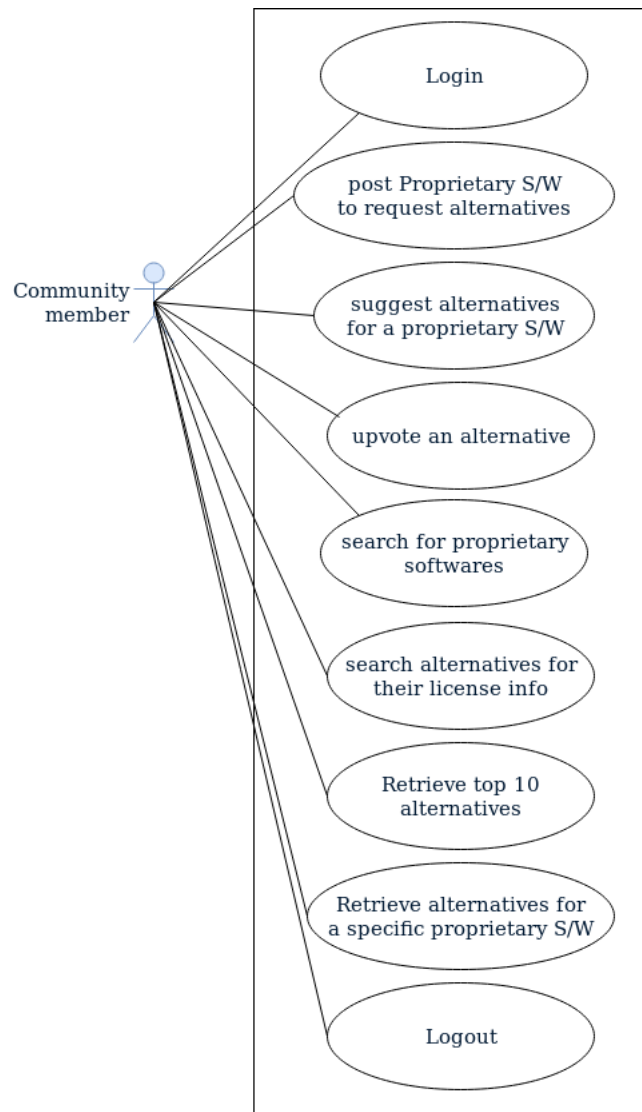 Login
post Proprietary S/W
to request alternatives
Community
member
suggest alternatives
for a proprietary S/W
upvote an alternative
search for proprietary
softwares
search alternatives for
their license info
Retrieve top 10
alternatives
Retrieve alternatives for
a specific proprietary S/W
Logout